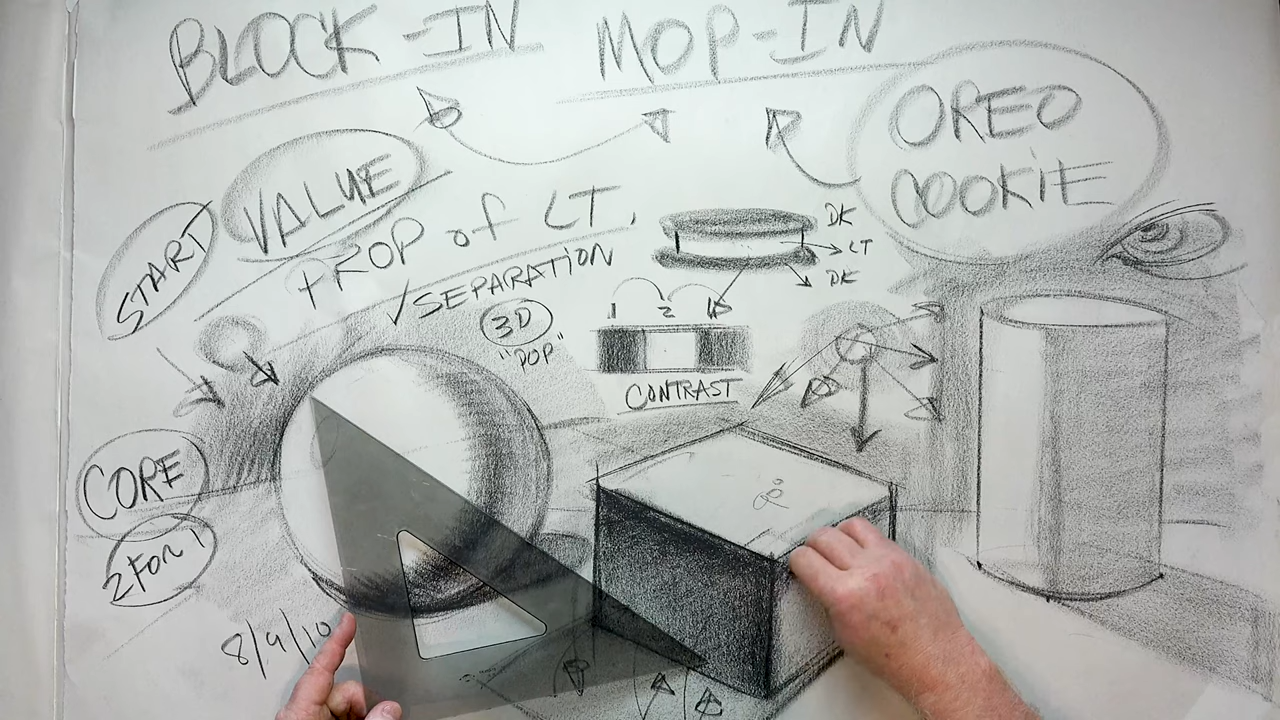 BLOCK-IN MOP-IN
OREO
COOKiE
START
VALUE
PROP of LT.
✓SEPARATiON
3D
"POP"
DK
LT
DK
1 2 1
CONTRAST
CORE
2 For 1
8/9/10